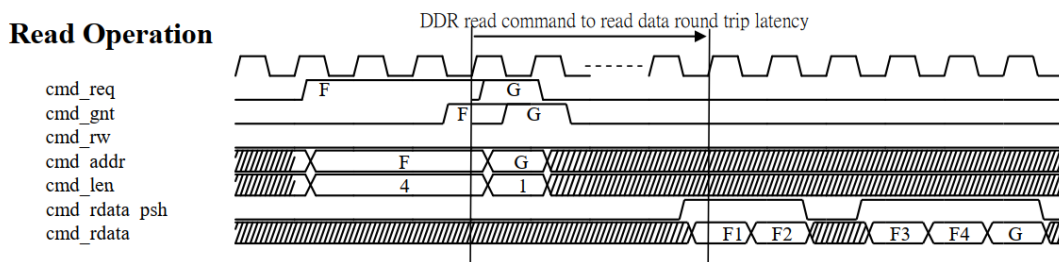 DDR read command to read data round trip latency
Read Operation
cmd_req F G
cmd_gnt F G
cmd_rw
cmd_addr F G
cmd_len 4 1
cmd_rdata_psh
cmd_rdata F1 F2 F3 F4 G